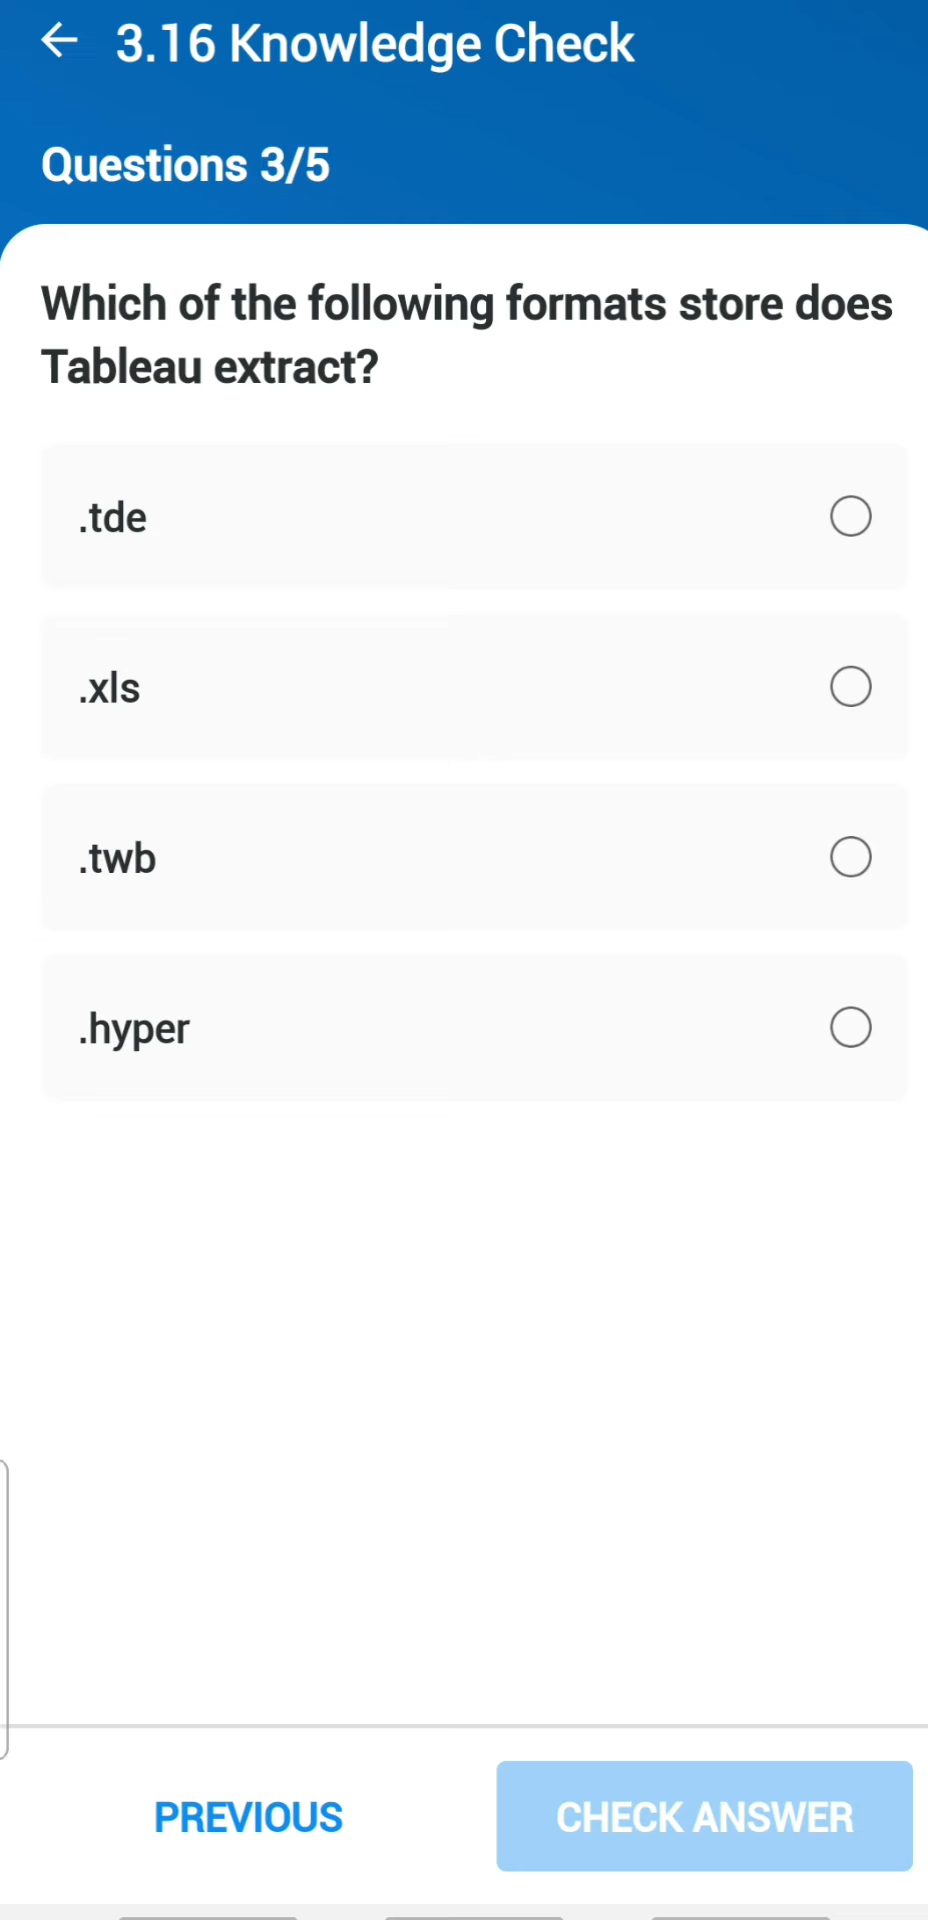 3.16 Knowledge Check
Questions 3/5
Which of the following formats store does
Tableau extract?
.tde
.xls
.twb
.hyper
PREVIOUS
CHECK ANSWER